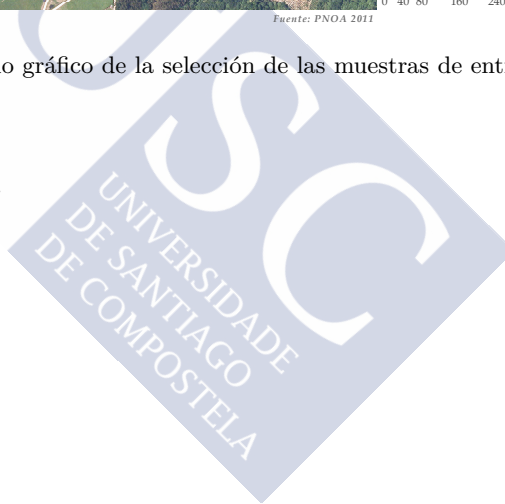 0 40 80 160 240
Fuente: PNOA 2011
gráfico de la selección de las muestras de
USC
UNIVERSIDADE
DE SANTIAGO
DE COMPOSTELA